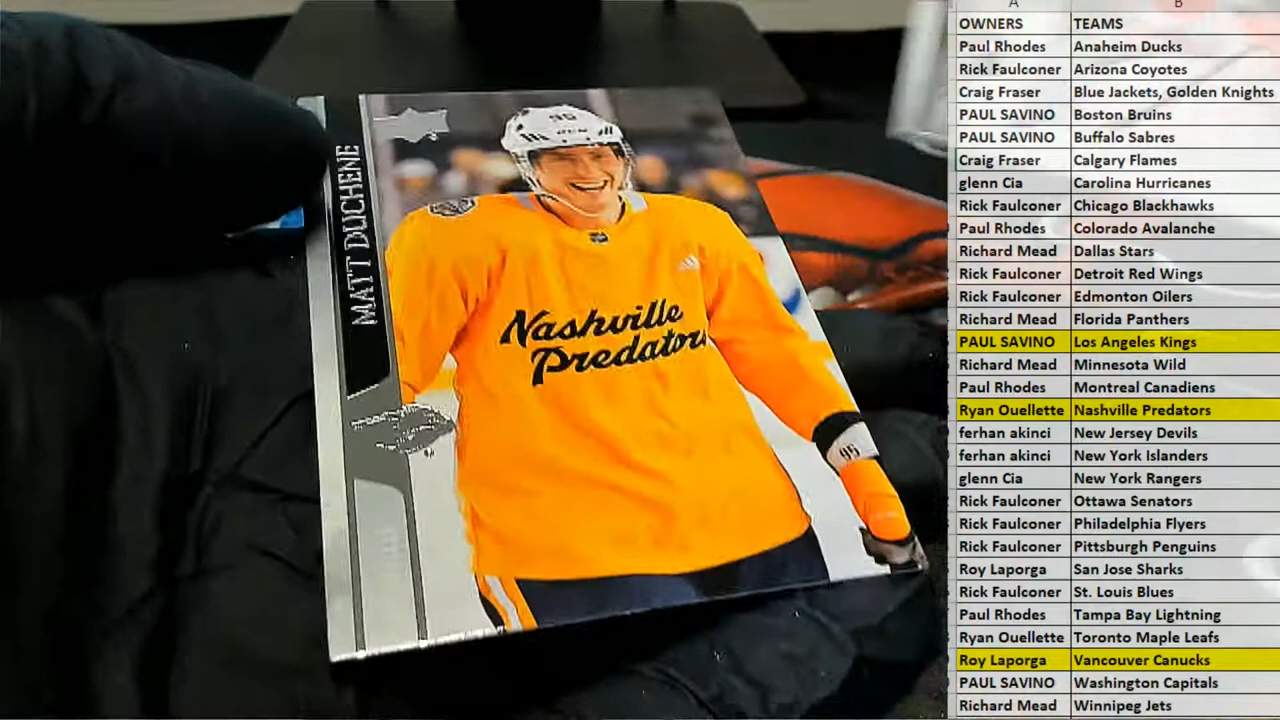 MATT DUCHENE
95
Nashville
Predators
95
A
B
OWNERS TEAMS
Paul Rhodes Anaheim Ducks
Rick Faulconer Arizona Coyotes
Craig Fraser Blue Jackets, Golden Knights
PAUL SAVINO Boston Bruins
PAUL SAVINO Buffalo Sabres
Craig Fraser Calgary Flames
glenn Cia Carolina Hurricanes
Rick Faulconer Chicago Blackhawks
Paul Rhodes Colorado Avalanche
Richard Mead Dallas Stars
Rick Faulconer Detroit Red Wings
Rick Faulconer Edmonton Oilers
Richard Mead Florida Panthers
PAUL SAVINO Los Angeles Kings
Richard Mead Minnesota Wild
Paul Rhodes Montreal Canadiens
Ryan Ouellette Nashville Predators
ferhan akinci New Jersey Devils
ferhan akinci New York Islanders
glenn Cia New York Rangers
Rick Faulconer Ottawa Senators
Rick Faulconer Philadelphia Flyers
Rick Faulconer Pittsburgh Penguins
Roy Laporga San Jose Sharks
Rick Faulconer St. Louis Blues
Paul Rhodes Tampa Bay Lightning
Ryan Ouellette Toronto Maple Leafs
Roy Laporga Vancouver Canucks
PAUL SAVINO Washington Capitals
Richard Mead Winnipeg Jets